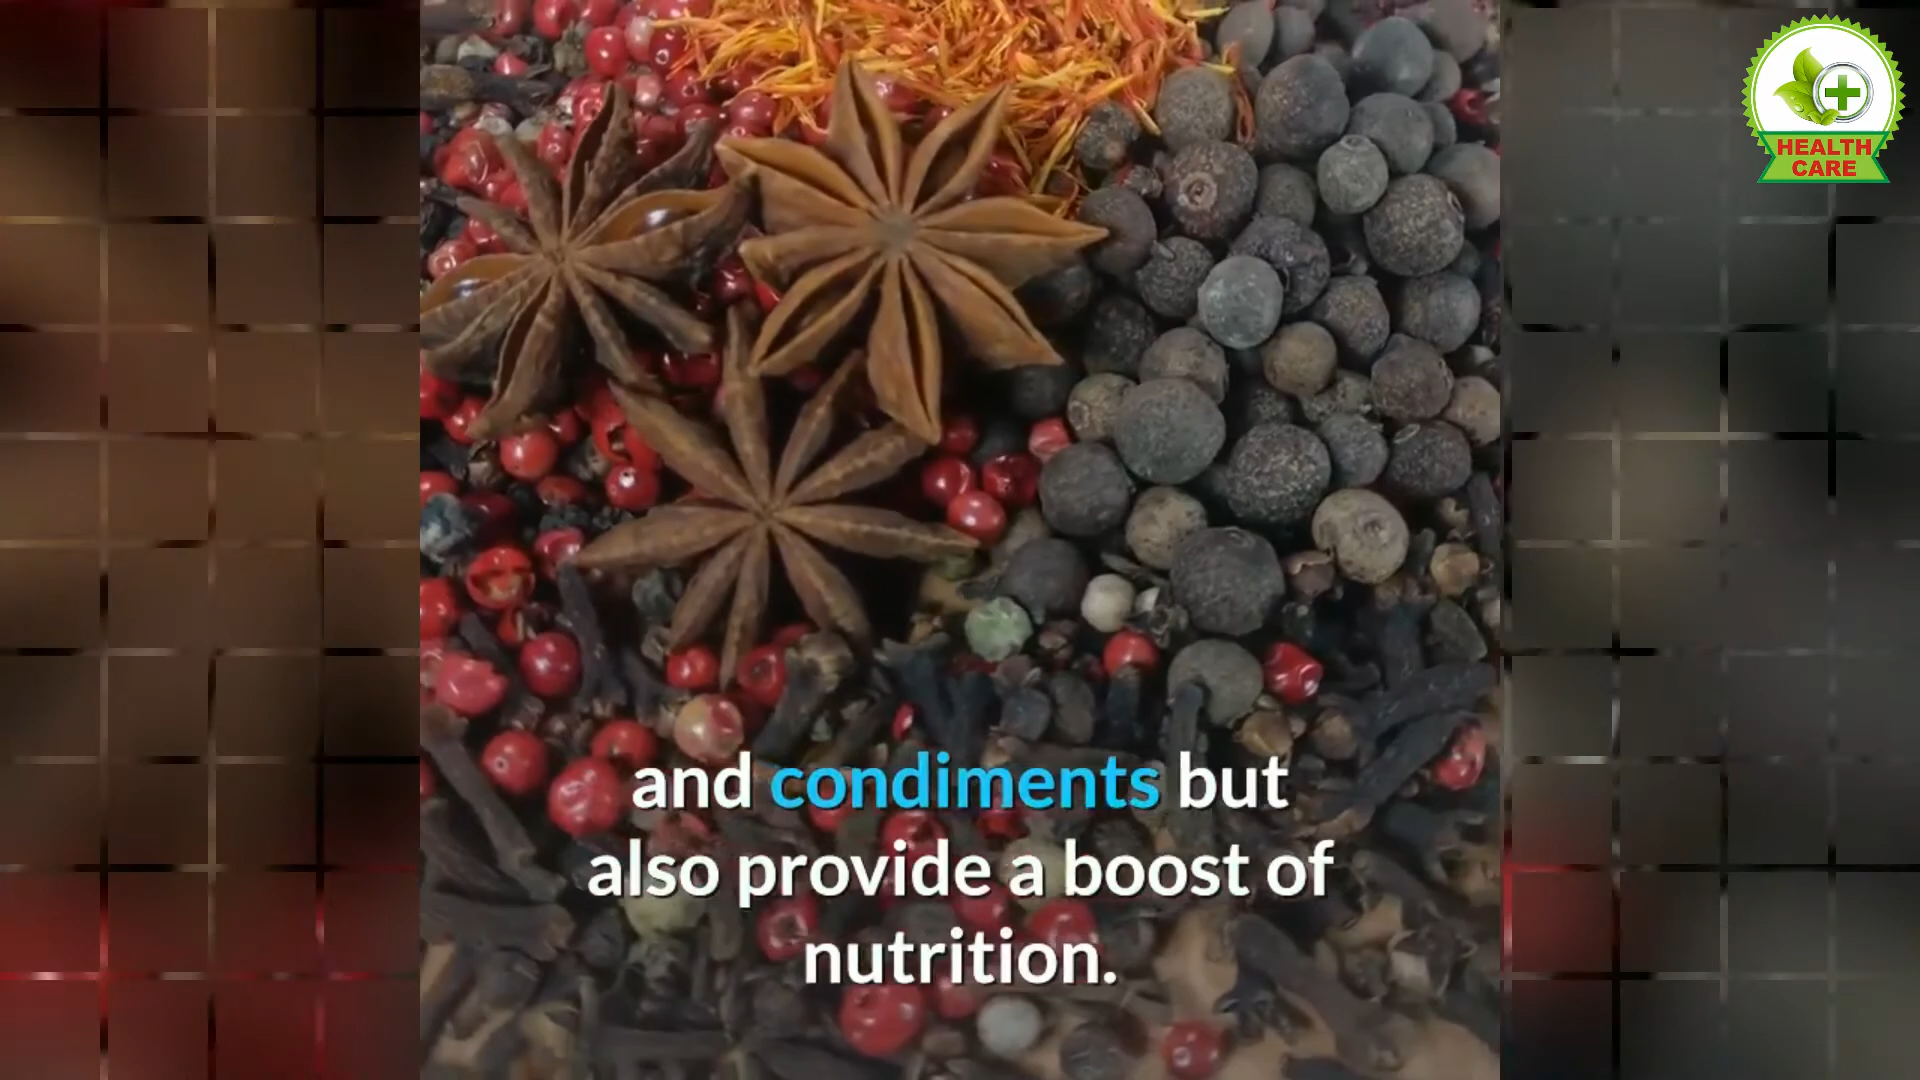 HEALTH
CARE
and condiments but
also provide a boost of
nutrition.